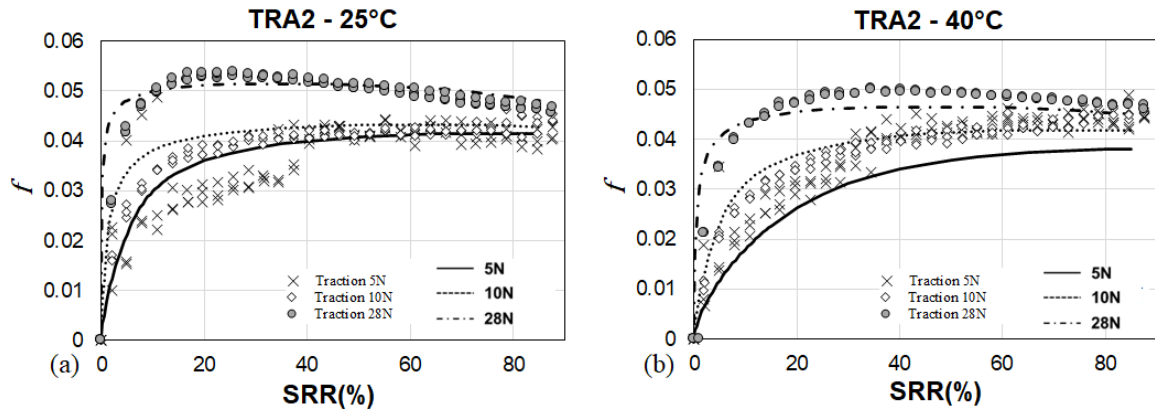 TRA2 - 25°C
0.06
0.05
0.04
0.03
0.02
0.01
0
f
0
20
40
60
80
SRR(%)
Traction 5N
Traction 10N
Traction 28N
5N
10N
28N
(a)
TRA2 - 40°C
0.06
0.05
0.04
0.03
0.02
0.01
0
f
0
20
40
60
80
SRR(%)
Traction 5N
Traction 10N
Traction 28N
5N
10N
28N
(b)